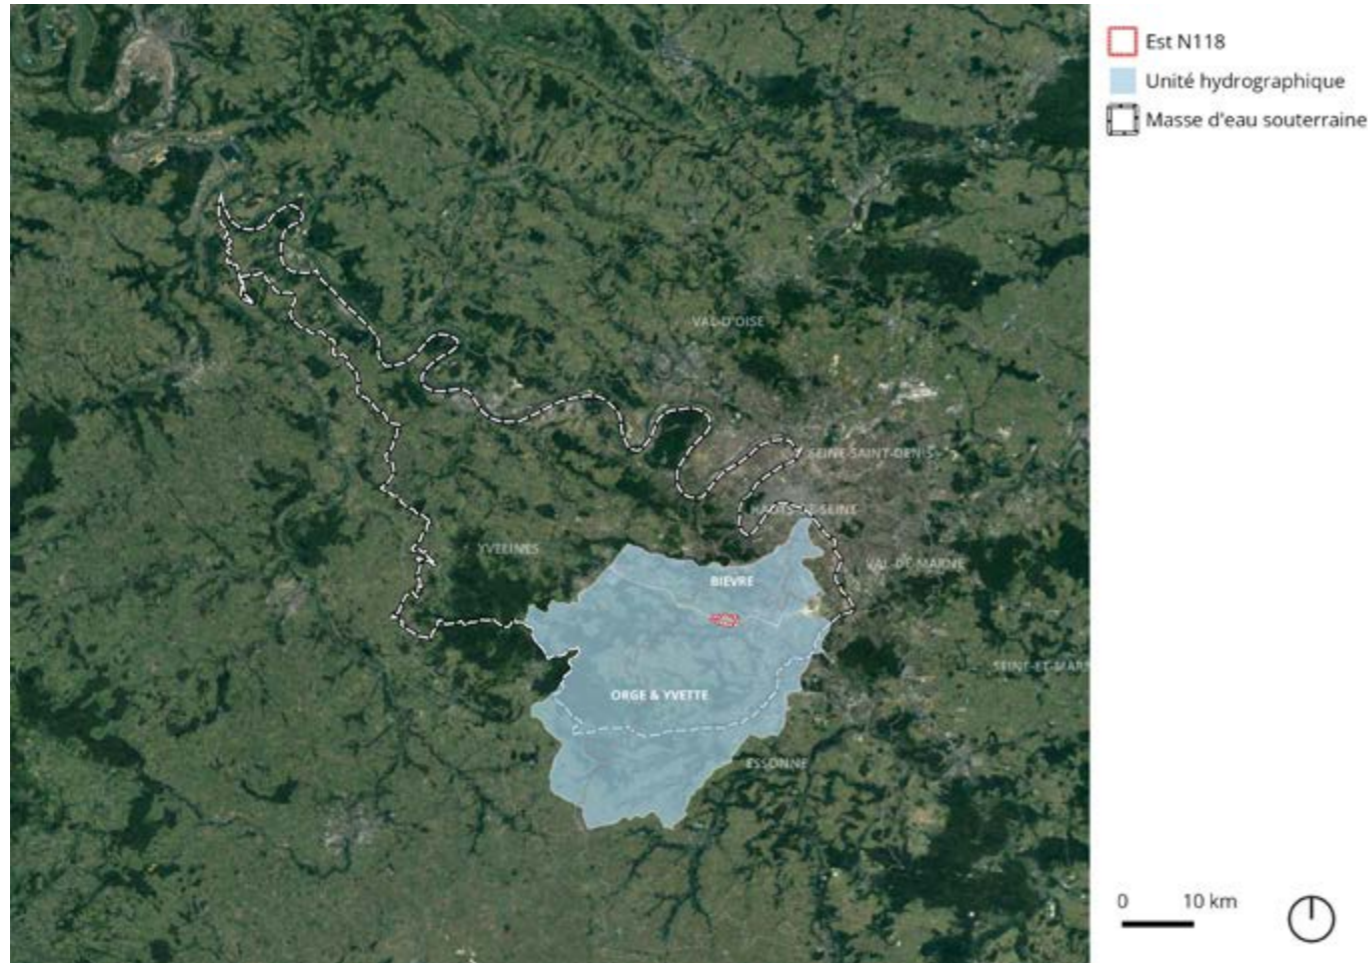 Est N118
Unité hydrographique
Masse d'eau souterraine
VAL-D'OISE
SEINE-SAINT-DENIS
HAUTS-DE-SEINE
YVELINES
VAL-DE-MARNE
BIEVRE
SEINE-ET-MARN
ORGE & YVETTE
ESSONNE
0 10 km